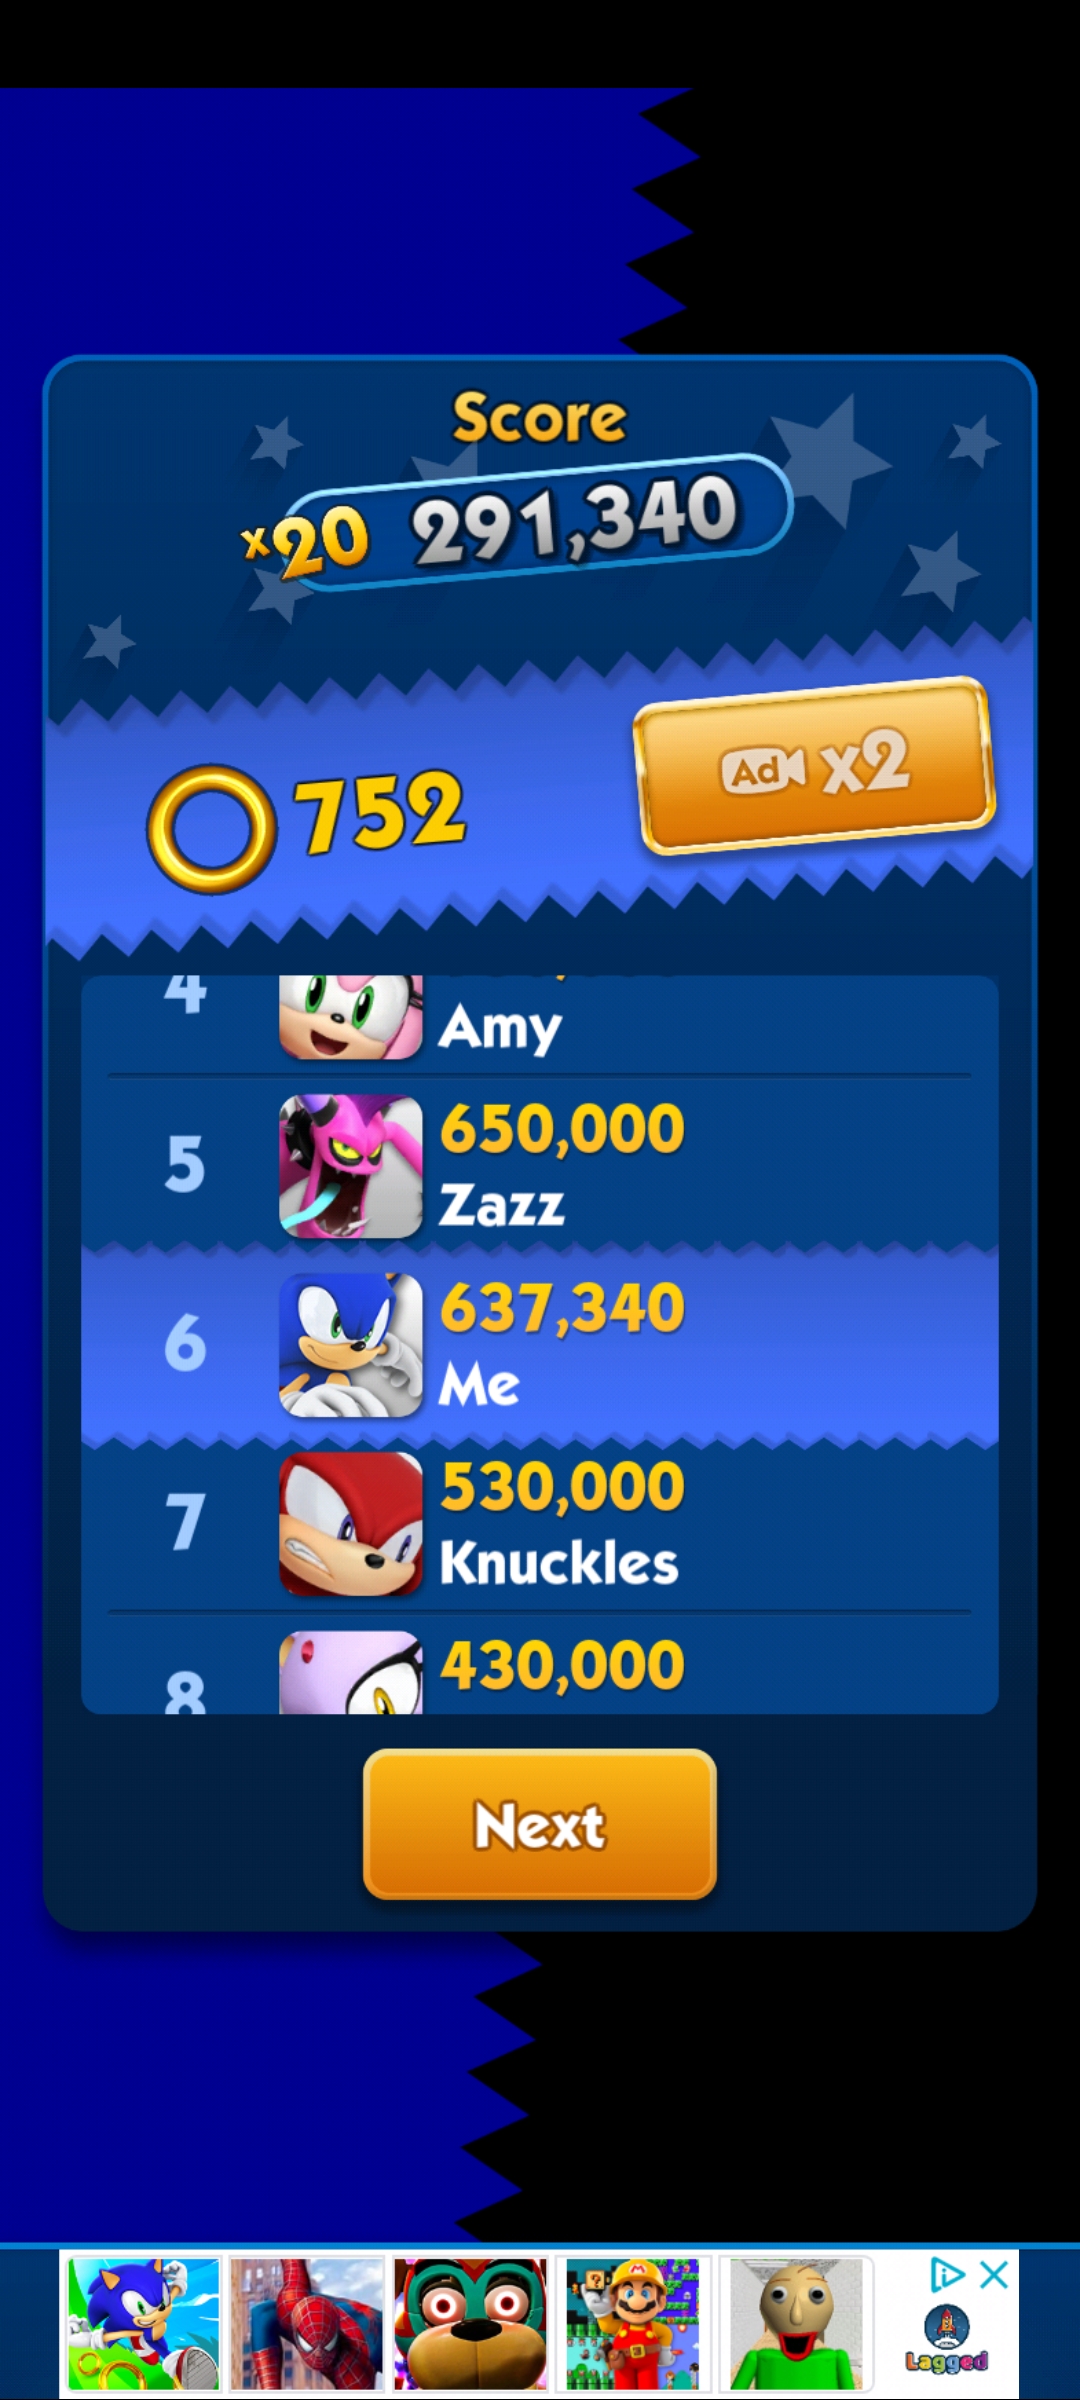 Score
x20 291,340
752
Ad x2
4
Amy
5
650,000
Zazz
6
637,340
Me
7
530,000
Knuckles
8
430,000
Next
Lagged